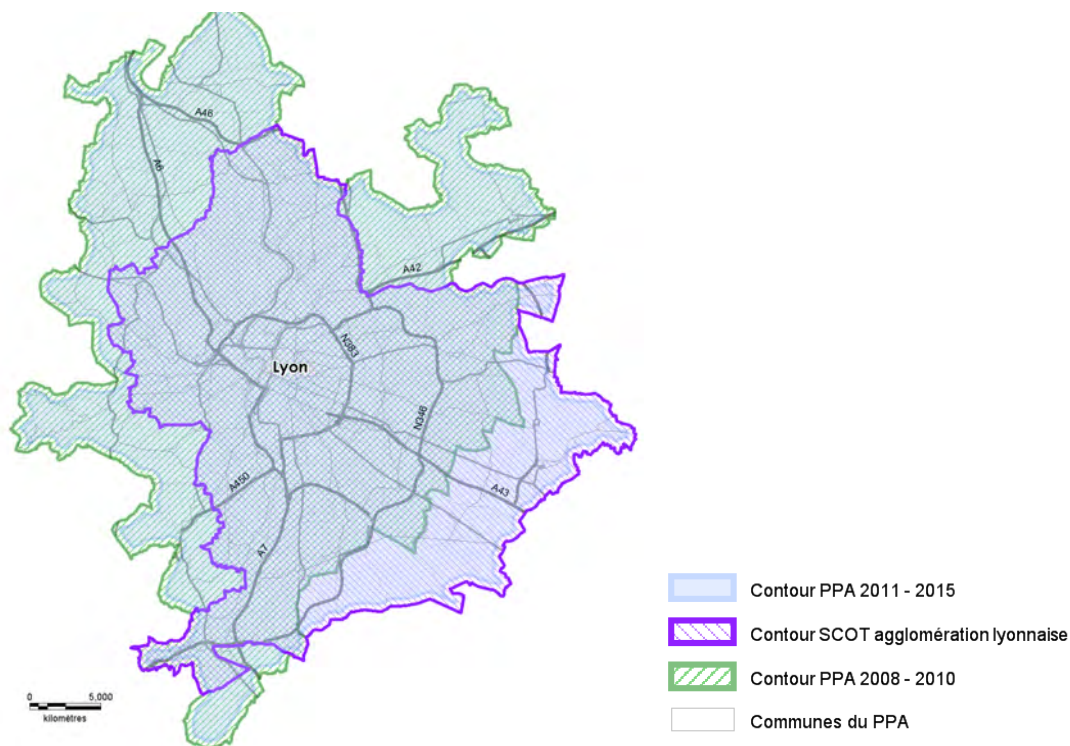 A46
A6
A42
N383
Lyon
N346
A450
A43
A7
0 5,000
kilomètres
Contour PPA 2011 - 2015
Contour SCOT agglomération lyonnaise
Contour PPA 2008 - 2010
Communes du PPA